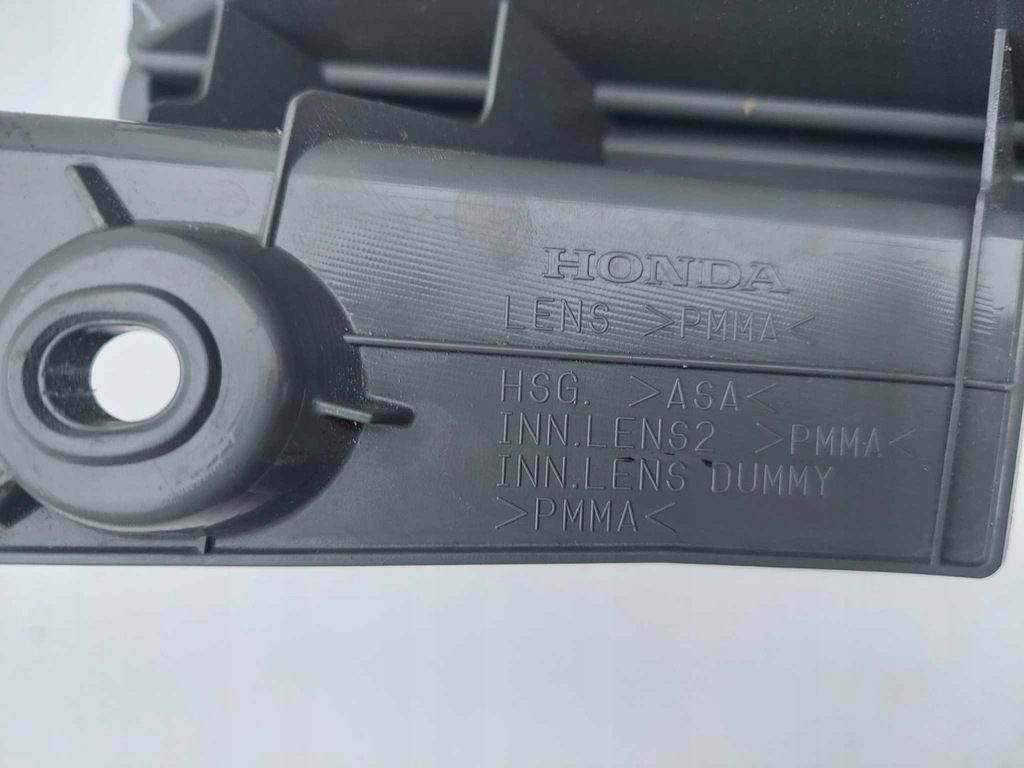 HONDA
LENS >PMMA<
HSG. >ASA<
INN.LENS2 >PMMA<
INN.LENS DUMMY
>PMMA<